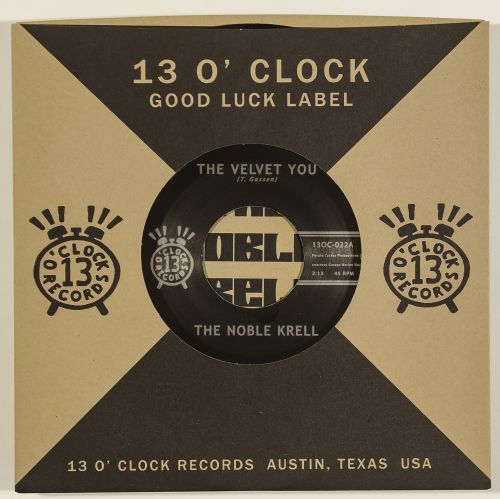 13 O' CLOCK
GOOD LUCK LABEL
THE VELVET YOU
(T. Gassen)
O'CLOCK
13
RECORDS
O'CLOCK
13
RECORDS
13OC-022A
2:13 45 RPM
O'CLOCK
13
RECORDS
THE NOBLE KRELL
13 O' CLOCK RECORDS AUSTIN, TEXAS USA